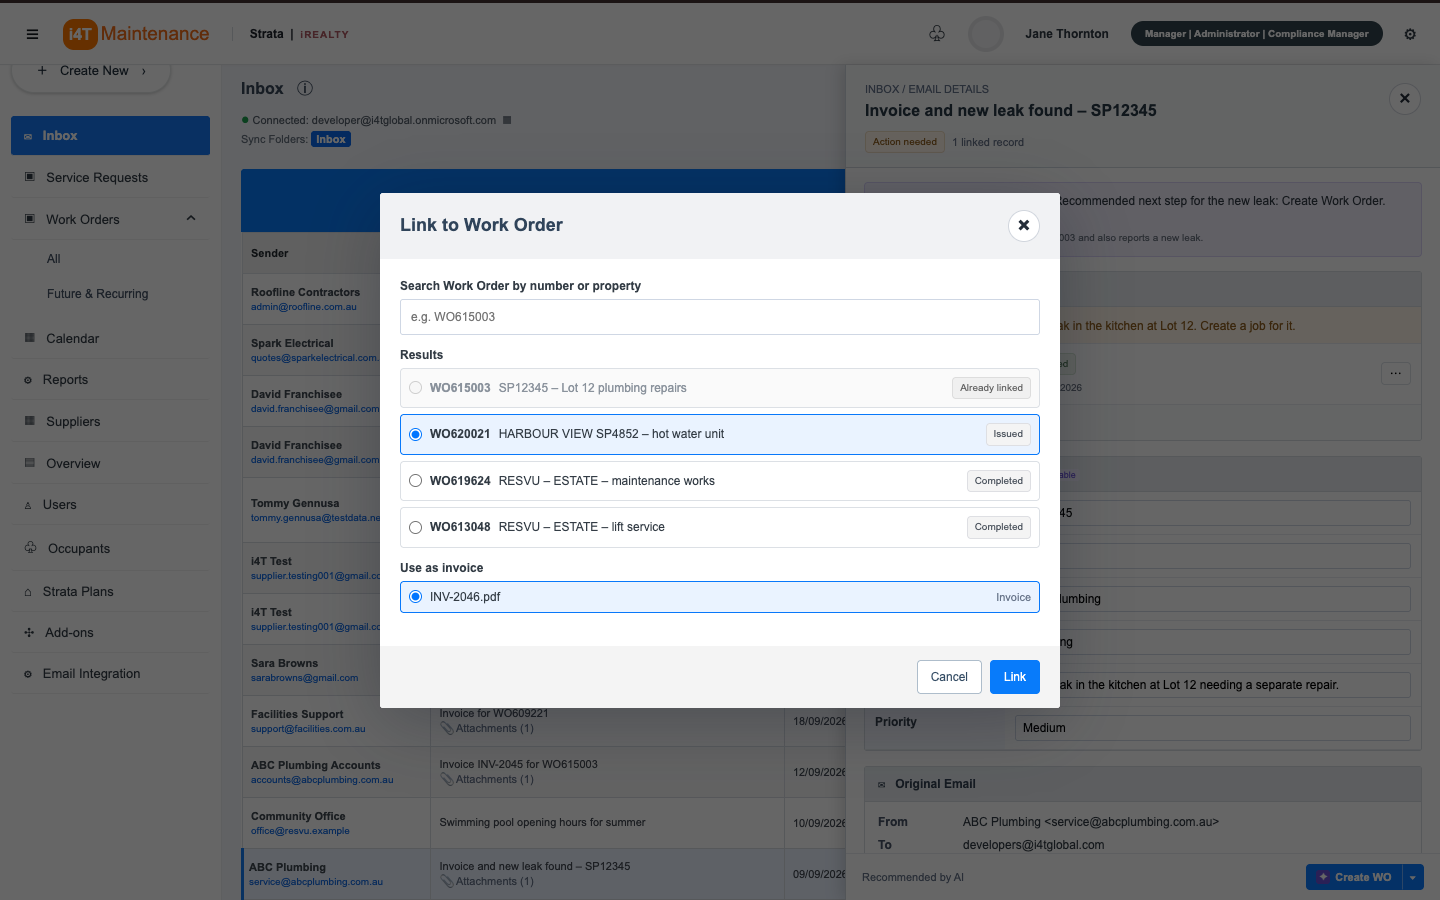 i4T Maintenance
Strata | iREALTY
Jane Thornton
Manager | Administrator | Compliance Manager
Create New
Inbox
Service Requests
Work Orders
All
Future & Recurring
Calendar
Reports
Suppliers
Overview
Users
Occupants
Strata Plans
Add-ons
Email Integration
Inbox
Connected: developer@i4tglobal.onmicrosoft.com
Sync Folders: Inbox
Sender
Roofline Contractors
admin@roofline.com.au
Spark Electrical
quotes@sparkelectrical.com.
David Franchisee
david.franchisee@gmail.com
David Franchisee
david.franchisee@gmail.com
Tommy Gennusa
tommy.gennusa@testdata.ne
i4T Test
supplier.testing001@gmail.co
i4T Test
supplier.testing001@gmail.co
Sara Browns
sarabrowns@gmail.com
Facilities Support
support@facilities.com.au
Invoice for WO609221
Attachments (1)
18/09/2026
ABC Plumbing Accounts
accounts@abcplumbing.com.au
Invoice INV-2045 for WO615003
Attachments (1)
12/09/2026
Community Office
office@resvu.example
Swimming pool opening hours for summer
10/09/2026
ABC Plumbing
service@abcplumbing.com.au
Invoice and new leak found – SP12345
Attachments (1)
09/09/2026
Link to Work Order
Search Work Order by number or property
e.g. WO615003
Results
WO615003 SP12345 – Lot 12 plumbing repairs Already linked
WO620021 HARBOUR VIEW SP4852 – hot water unit Issued
WO619624 RESVU – ESTATE – maintenance works Completed
WO613048 RESVU – ESTATE – lift service Completed
Use as invoice
INV-2046.pdf Invoice
Cancel Link
INBOX / EMAIL DETAILS
Invoice and new leak found – SP12345
Action needed 1 linked record
Recommended next step for the new leak: Create Work Order.
003 and also reports a new leak.
ak in the kitchen at Lot 12. Create a job for it.
d
2026
able
45
lumbing
ng
ak in the kitchen at Lot 12 needing a separate repair.
Priority Medium
Original Email
From ABC Plumbing <service@abcplumbing.com.au>
To developers@i4tglobal.com
Recommended by AI
Create WO